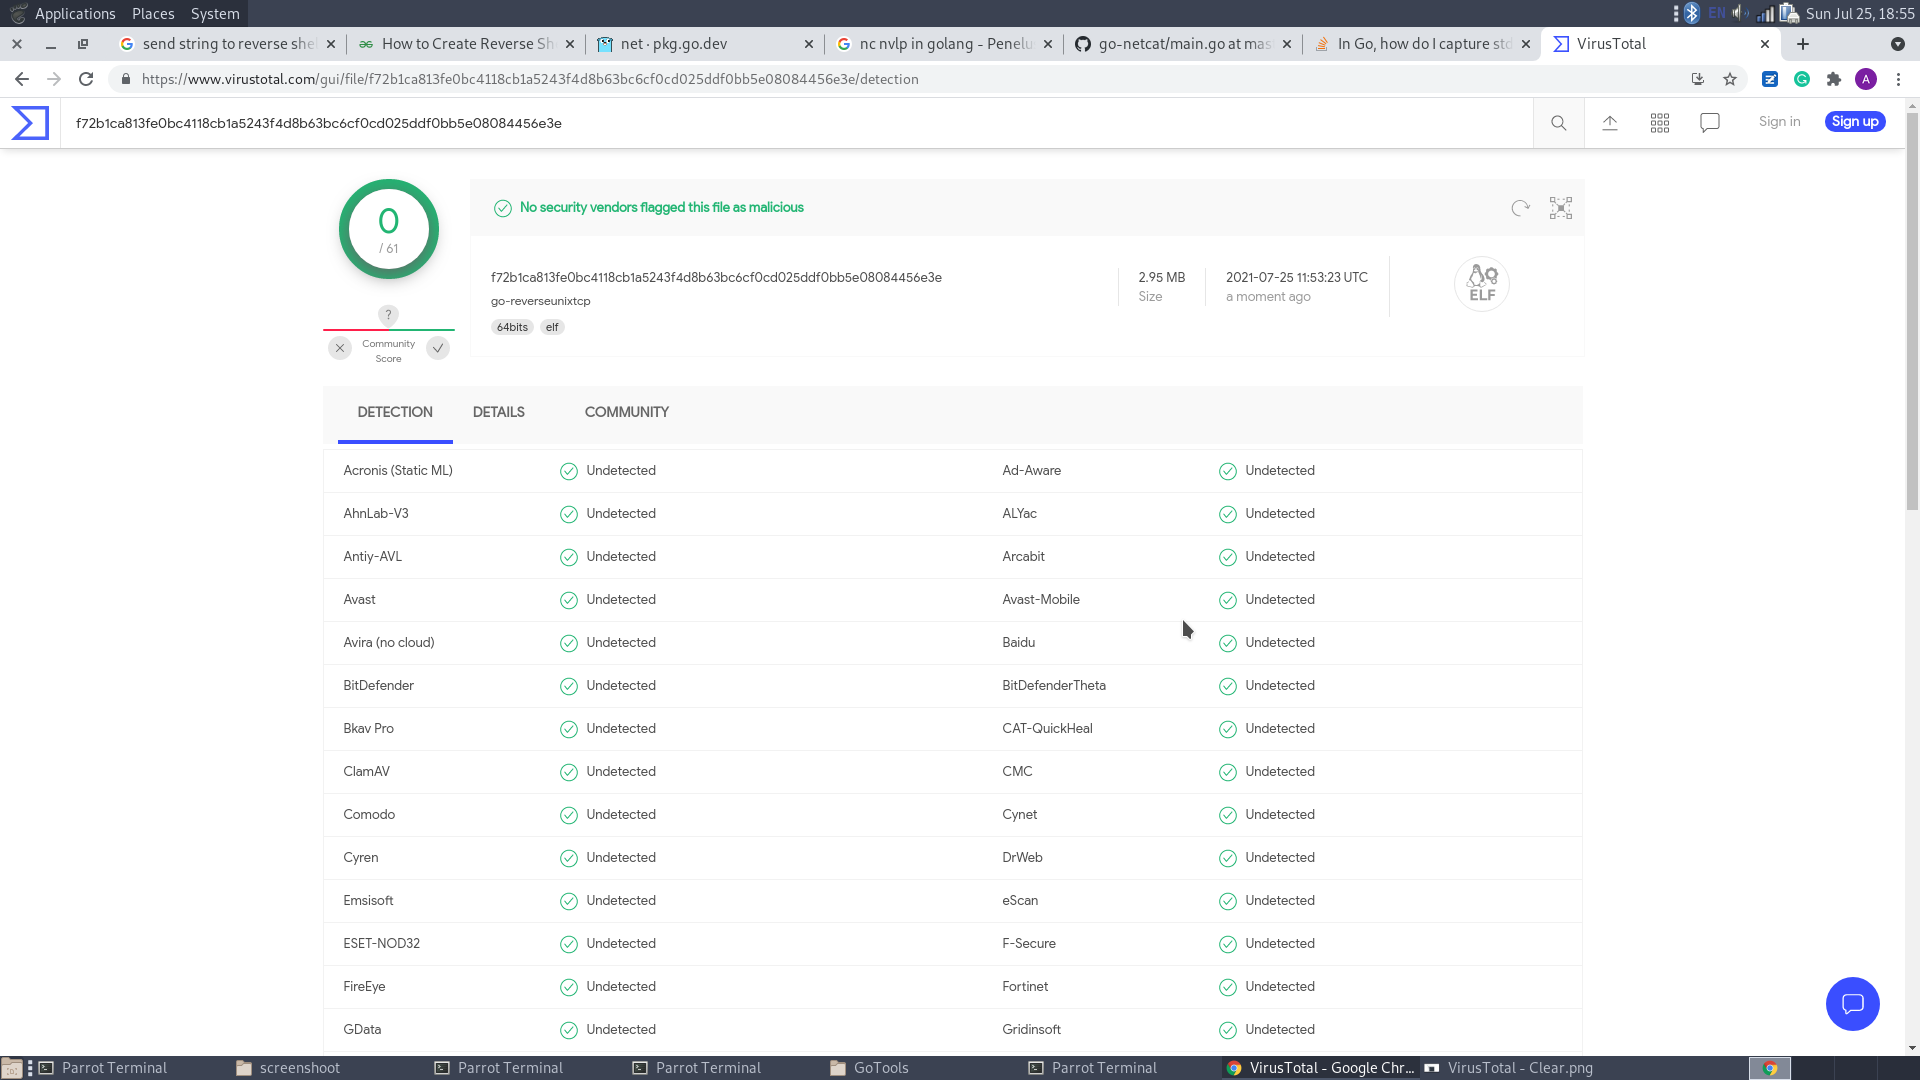 Applications Places System
EN Sun Jul 25, 18:55
send string to reverse she
How to Create Reverse Sh
net · pkg.go.dev
nc nvlp in golang - Penelu
go-netcat/main.go at mas
In Go, how do I capture std
VirusTotal
https://www.virustotal.com/gui/file/f72b1ca813fe0bc4118cb1a5243f4d8b63bc6cf0cd025ddf0bb5e08084456e3e/detection
A
f72b1ca813fe0bc4118cb1a5243f4d8b63bc6cf0cd025ddf0bb5e08084456e3e
Sign in
Sign up
0
/ 61
No security vendors flagged this file as malicious
f72b1ca813fe0bc4118cb1a5243f4d8b63bc6cf0cd025ddf0bb5e08084456e3e
go-reverseunixtcp
64bits elf
2.95 MB
Size
2021-07-25 11:53:23 UTC
a moment ago
ELF
?
Community
Score
DETECTION DETAILS COMMUNITY
Acronis (Static ML) Undetected Ad-Aware Undetected
AhnLab-V3 Undetected ALYac Undetected
Antiy-AVL Undetected Arcabit Undetected
Avast Undetected Avast-Mobile Undetected
Avira (no cloud) Undetected Baidu Undetected
BitDefender Undetected BitDefenderTheta Undetected
Bkav Pro Undetected CAT-QuickHeal Undetected
ClamAV Undetected CMC Undetected
Comodo Undetected Cynet Undetected
Cyren Undetected DrWeb Undetected
Emsisoft Undetected eScan Undetected
ESET-NOD32 Undetected F-Secure Undetected
FireEye Undetected Fortinet Undetected
GData Undetected Gridinsoft Undetected
Parrot Terminal
screenshoot
Parrot Terminal
Parrot Terminal
GoTools
Parrot Terminal
VirusTotal - Google Chr...
VirusTotal - Clear.png